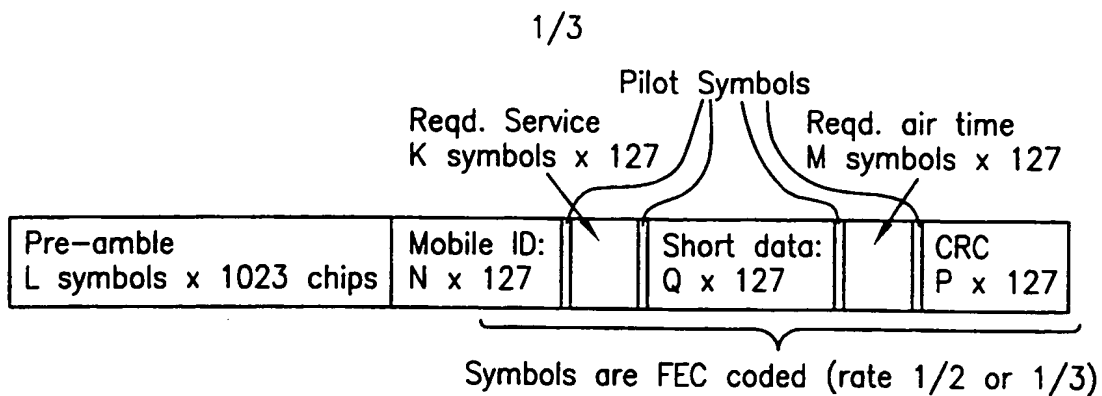 1/3
Pilot Symbols
Reqd. Service
K symbols x 127
Reqd. air time
M symbols x 127
Pre-amble
L symbols x 1023 chips
Mobile ID:
N x 127
Short data:
Q x 127
CRC
P x 127
Symbols are FEC coded (rate 1/2 or 1/3)